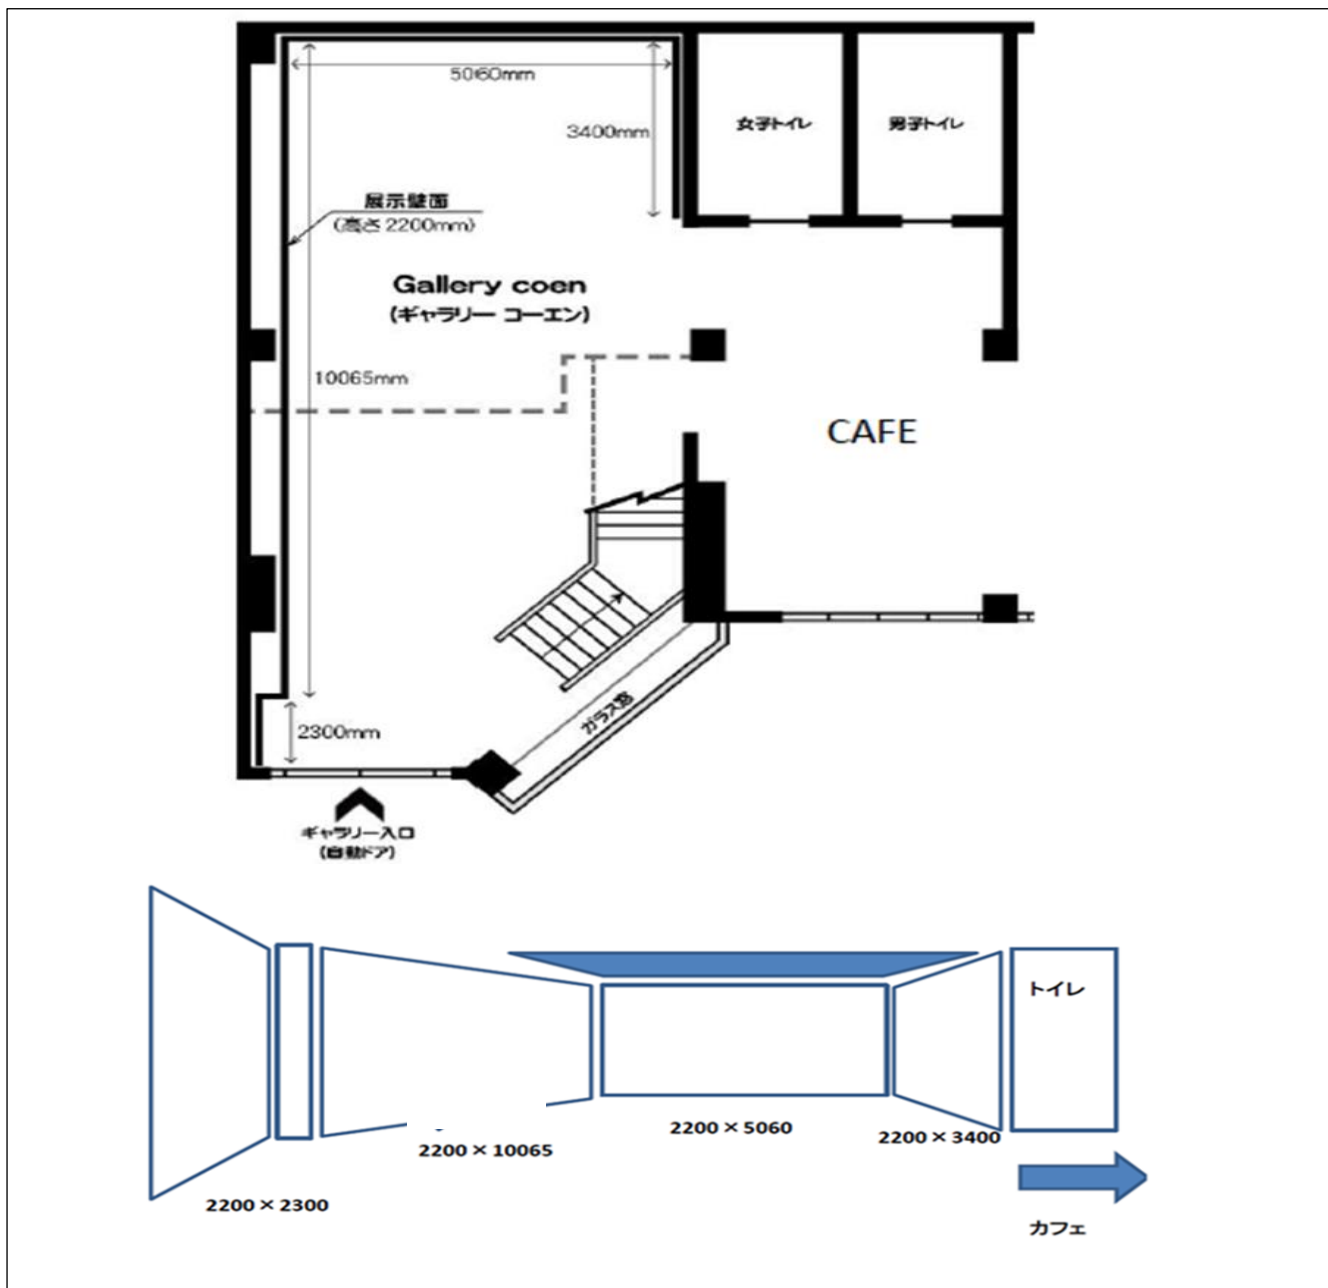 5060mm
3400mm
女子トイレ
男子トイレ
展示壁面
(高さ 2200mm)
Gallery coen
(ギャラリー コーエン)
10065mm
CAFE
2300mm
ガラス窓
ギャラリー入口
(自動ドア)
トイレ
2200×5060
2200×3400
2200×10065
2200×2300
カフェ